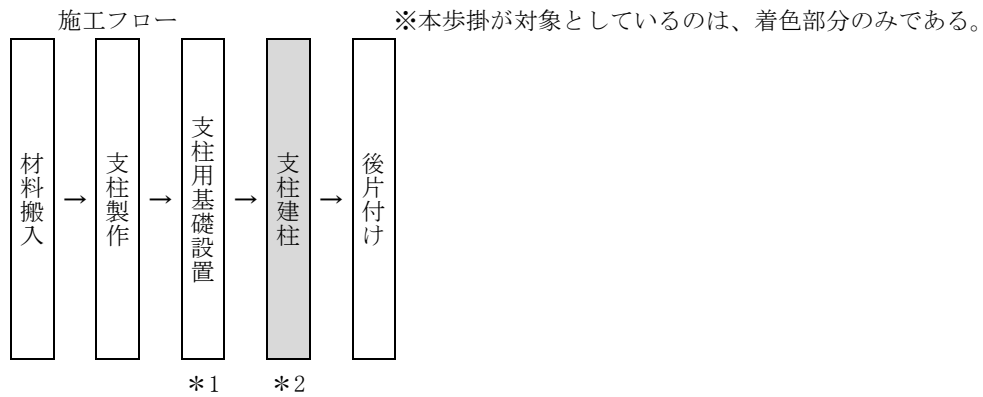 施工フロー ※本歩掛が対象としているのは、着色部分のみである。
材料搬入
→
支柱製作
→
支柱用基礎設置
→
支柱建柱
→
後片付け
＊1 ＊2